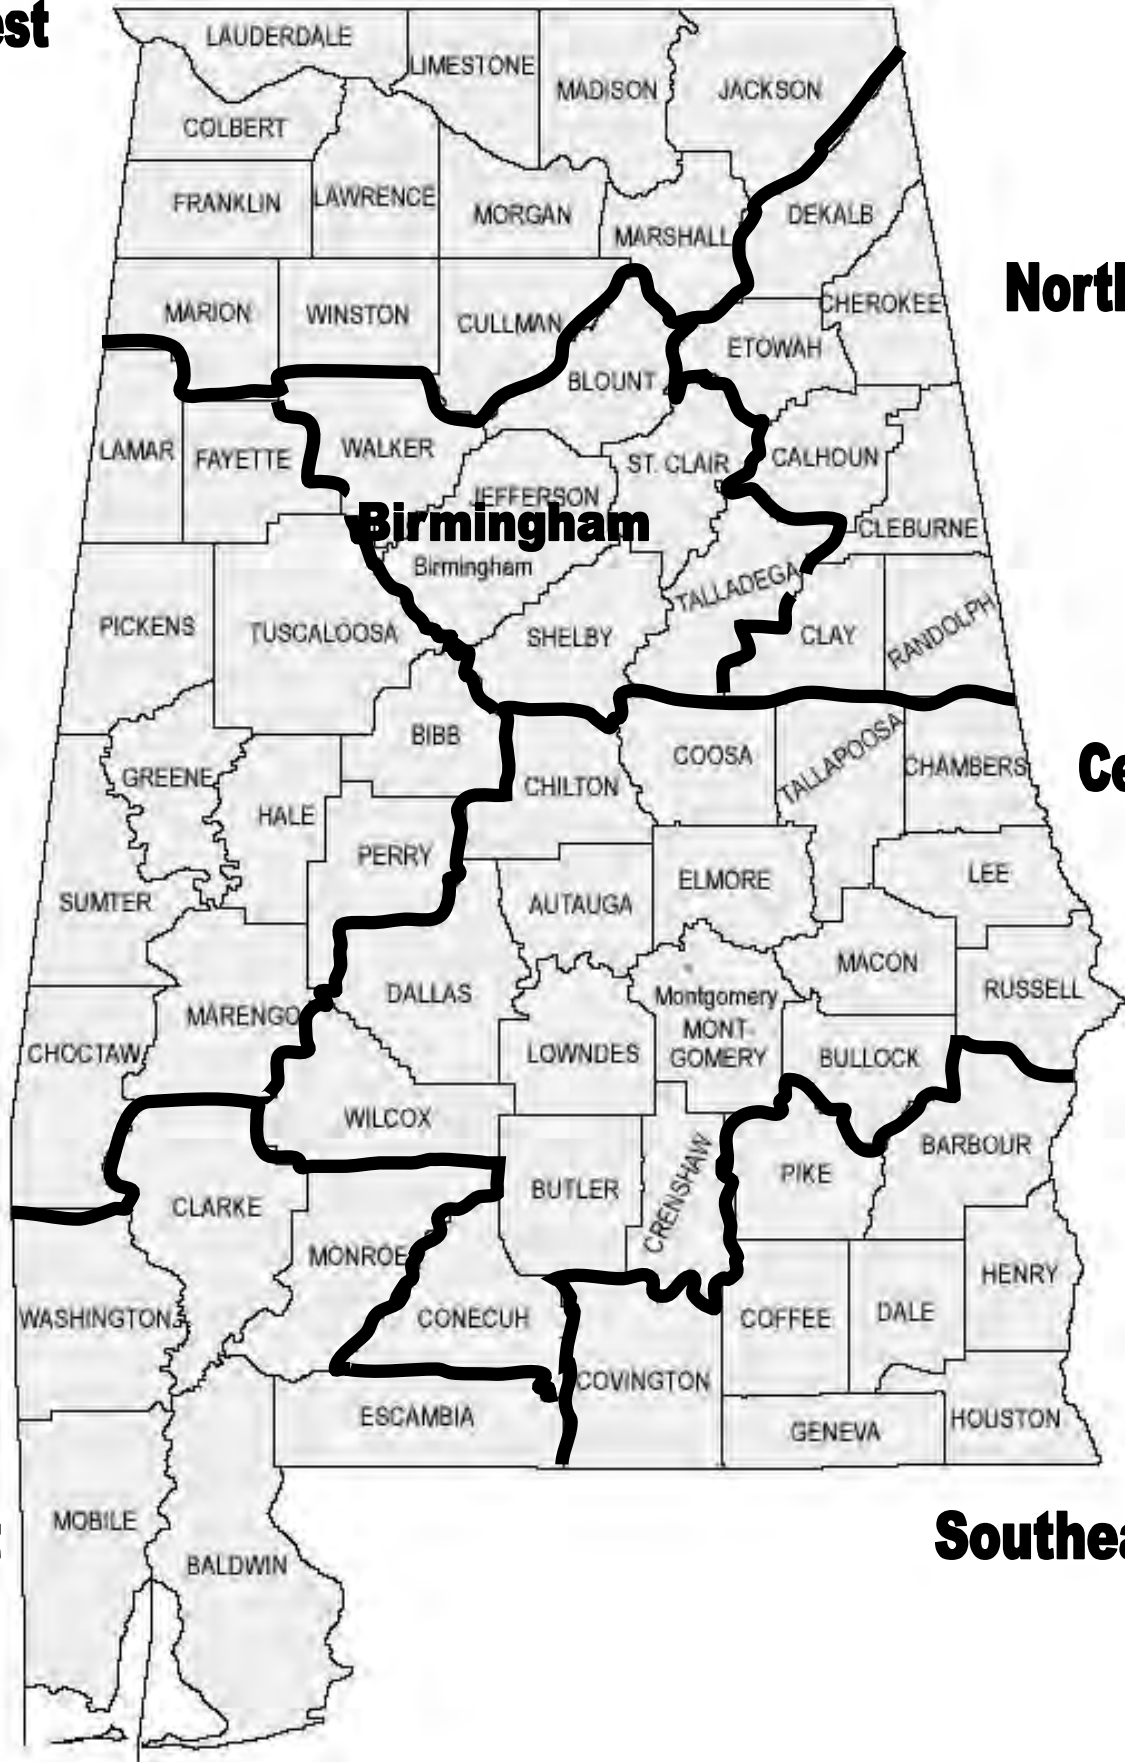 est
LAUDERDALE
LIMESTONE
MADISON
JACKSON
COLBERT
FRANKLIN
LAWRENCE
MORGAN
MARSHALL
DEKALB
North
CHEROKEE
MARION
WINSTON
CULLMAN
ETOWAH
BLOUNT
LAMAR
FAYETTE
WALKER
ST. CLAIR
CALHOUN
JEFFERSON
Birmingham
CLEBURNE
Birmingham
TALLADEGA
PICKENS
TUSCALOOSA
SHELBY
CLAY
RANDOLPH
BIBB
COOSA
TALLAPOOSA
CHAMBERS
Ce
GREENE
HALE
CHILTON
PERRY
SUMTER
AUTAUGA
ELMORE
LEE
MACON
DALLAS
Montgomery
RUSSELL
MARENGO
MONT-
GOMERY
CHOCTAW
LOWNDES
BULLOCK
WILCOX
BARBOUR
CLARKE
BUTLER
CRENSHAW
PIKE
MONROE
HENRY
WASHINGTON
CONECUH
COFFEE
DALE
COVINGTON
ESCAMBIA
GENEVA
HOUSTON
MOBILE
Southea
BALDWIN